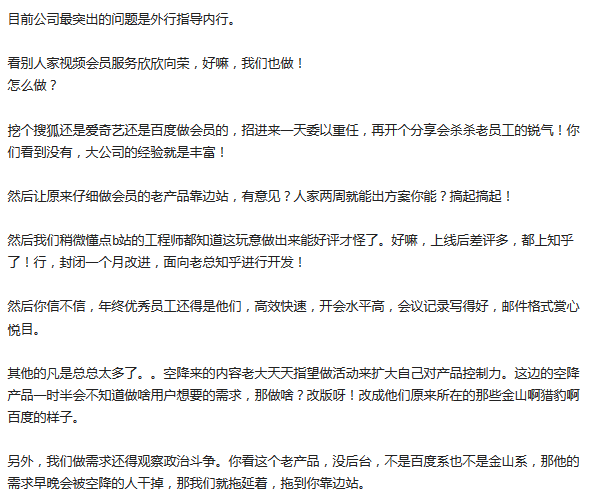 目前公司最突出的问题是外行指导内行。
看别人家视频会员服务欣欣向荣，好嘛，我们也做！
怎么做？
挖个搜狐还是爱奇艺还是百度做会员的，招进来一天委以重任，再开个分享会杀杀老员工的锐气！你
们看到没有，大公司的经验就是丰富！
然后让原来仔细做会员的老产品靠边站，有意见？人家两周就能出方案你能？搞起搞起！
然后我们稍微懂点b站的工程师都知道这玩意做出来能好评才怪了。好嘛，上线后差评多，都上知乎
了！行，封闭一个月改进，面向老总知乎进行开发！
然后你信不信，年终优秀员工还得是他们，高效快速，开会水平高，会议记录写得好，邮件格式赏心
悦目。
其他的凡是总总太多了。。空降来的内容老大天天指望做活动来扩大自己对产品控制力。这边的空降
产品一时半会不知道做啥用户想要的需求，那做啥？改版呀！改成他们原来所在的那些金山啊猎豹啊
百度的样子。
另外，我们做需求还得观察政治斗争。你看这个老产品，没后台，不是百度系也不是金山系，那他的
需求早晚会被空降的人干掉，那我们就拖延着，拖到你靠边站。